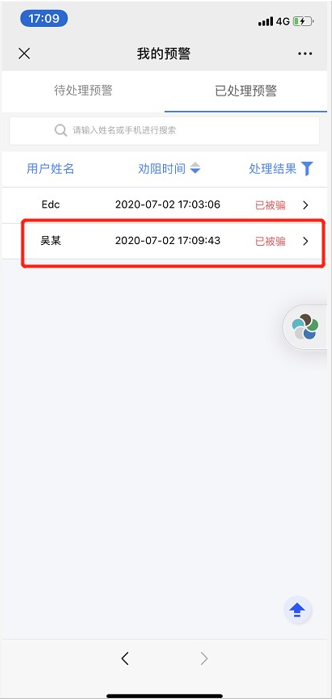 17:09
4G
我的预警
待处理预警
已处理预警
请输入姓名或手机进行搜索
用户姓名 劝阻时间 处理结果
Edc 2020-07-02 17:03:06 已被骗
吴某 2020-07-02 17:09:43 已被骗